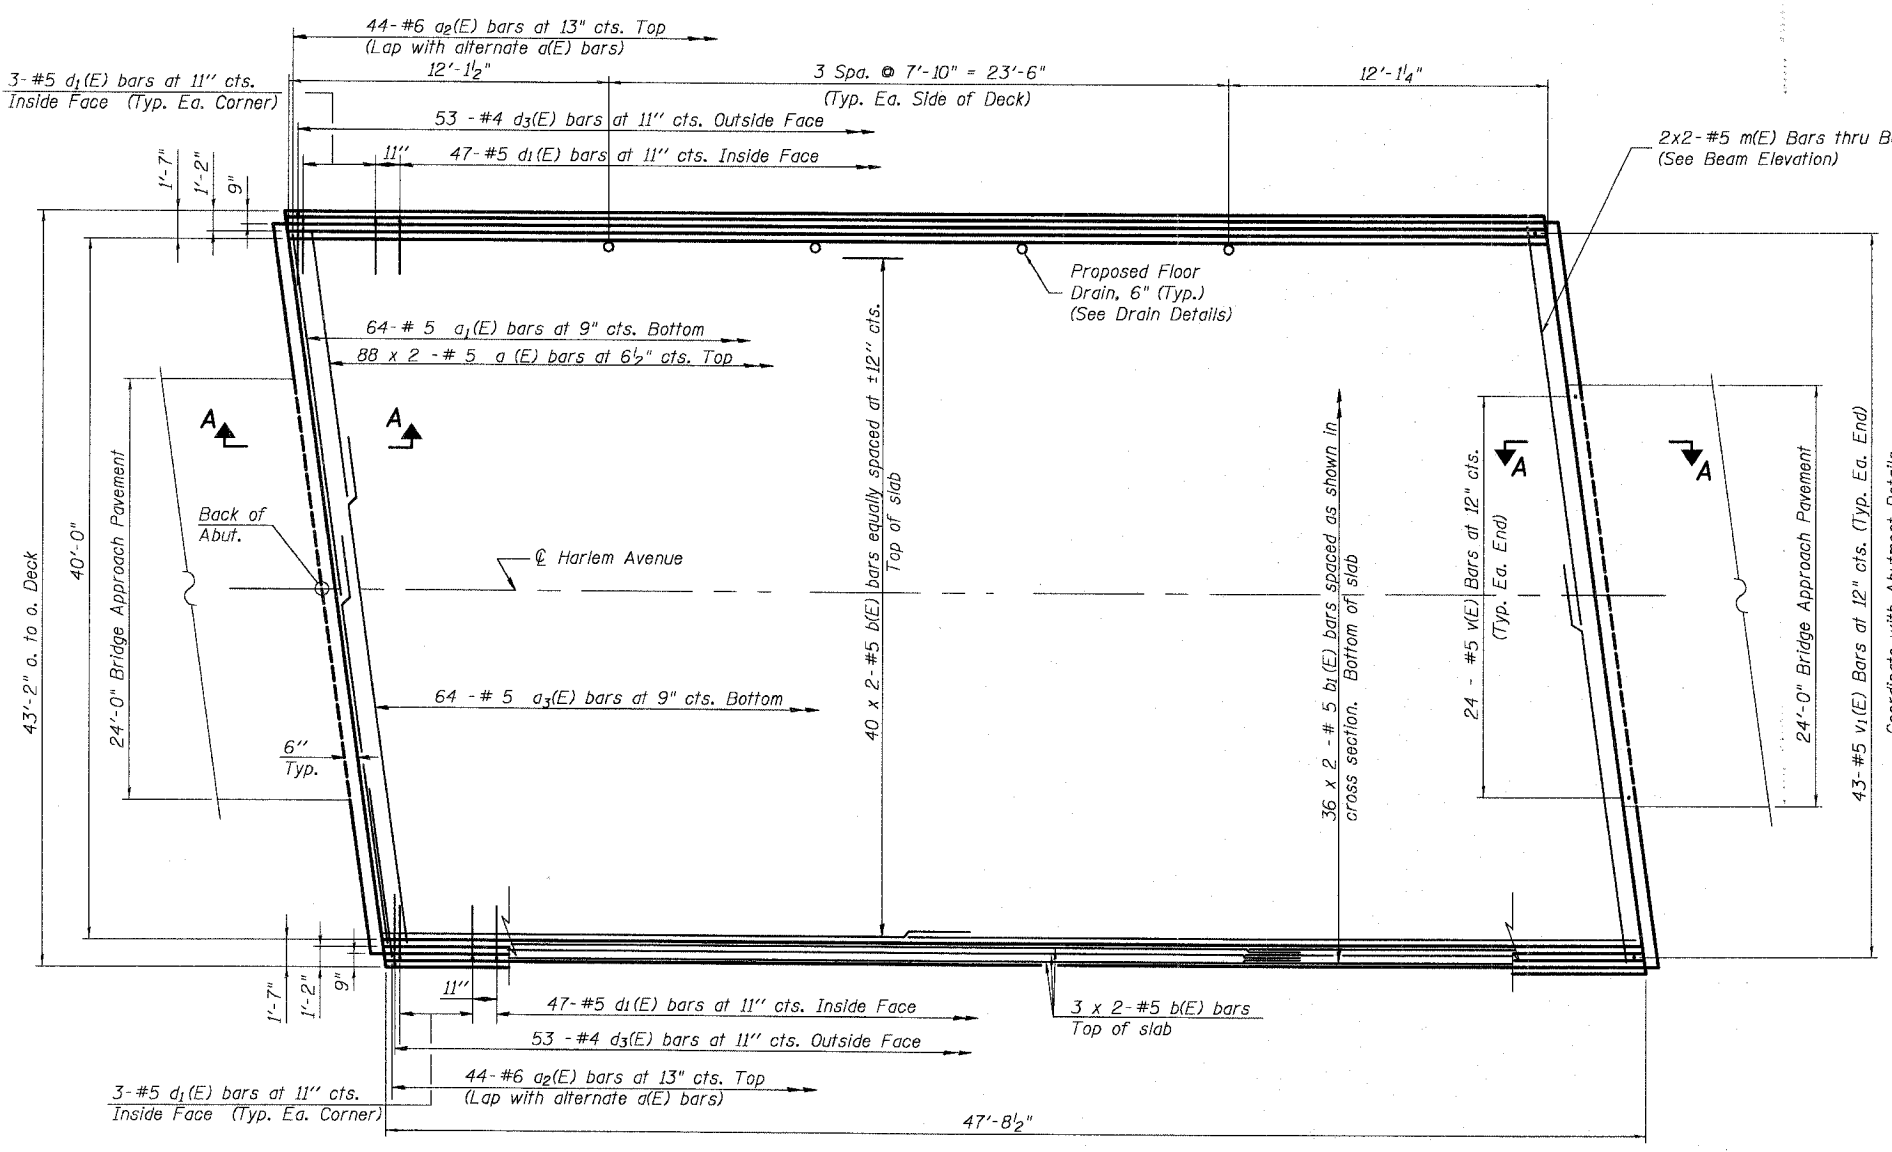 44-#6 a2(E) bars at 13" cts. Top
(Lap with alternate a(E) bars)
3-#5 d1(E) bars at 11" cts.
Inside Face (Typ. Ea. Corner)
12'-1½"
3 Spa. @ 7'-10" = 23'-6"
(Typ. Ea. Side of Deck)
12'-1¼"
53 -#4 d3(E) bars at 11" cts. Outside Face
11"
47-#5 d1(E) bars at 11" cts. Inside Face
2x2-#5 m(E) Bars thru
(See Beam Elevation)
1'-7"
1'-2"
9"
Proposed Floor
Drain, 6" (Typ.)
(See Drain Details)
64-# 5 a1(E) bars at 9" cts. Bottom
88 x 2 -# 5 a (E) bars at 6½" cts. Top
A
A
A
A
43'-2" o. to o. Deck
40'-0"
24'-0" Bridge Approach Pavement
Back of
Abut.
℄ Harlem Avenue
40 x 2-#5 b(E) bars equally spaced at ±12" cts.
Top of slab
36 x 2 -# 5 b1(E) bars spaced as shown in
cross section. Bottom of slab
24 - #5 v(E) Bars at 12" cts.
(Typ. Ea. End)
24'-0" Bridge Approach Pavement
43-#5 v1(E) Bars at 12" cts. (Typ. Ea. End)
Coordinate with Abutment Details
64 -# 5 a3(E) bars at 9" cts. Bottom
6"
Typ.
1'-7"
1'-2"
9"
11"
47-#5 d1(E) bars at 11" cts. Inside Face
3 x 2-#5 b(E) bars
Top of slab
53 -#4 d3(E) bars at 11" cts. Outside Face
44-#6 a2(E) bars at 13" cts. Top
(Lap with alternate a(E) bars)
3-#5 d1(E) bars at 11" cts.
Inside Face (Typ. Ea. Corner)
47'-8½"